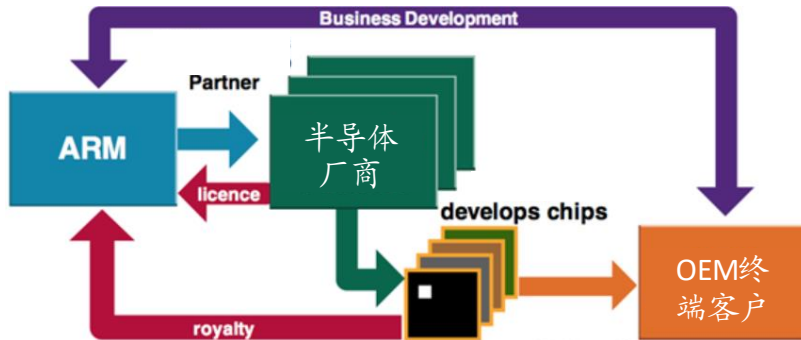 Business Development
Partner
ARM
半导体
厂商
licence
develops chips
OEM终
端客户
royalty